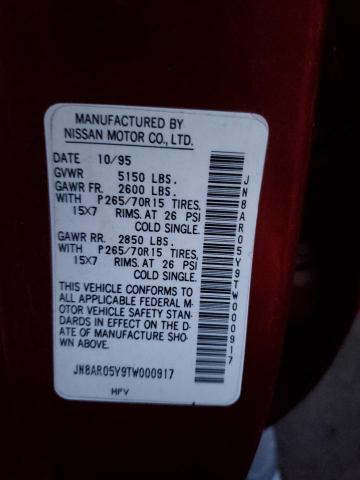 MANUFACTURED BY
NISSAN MOTOR CO., LTD.
DATE 10/95
GVWR 5150 LBS.
GAWR FR. 2600 LBS.
WITH P265/70R15 TIRES,
15X7 RIMS. AT 26 PSI
COLD SINGLE.
GAWR RR. 2850 LBS.
WITH P265/70R15 TIRES,
15X7 RIMS. AT 26 PSI
COLD SINGLE.
THIS VEHICLE CONFORMS TO
ALL APPLICABLE FEDERAL M-
OTOR VEHICLE SAFETY STAN-
DARDS IN EFFECT ON THE D-
ATE OF MANUFACTURE SHO-
WN ABOVE.
JN8AR05Y9TW000917
MPV
JN8AR05Y9TW000917